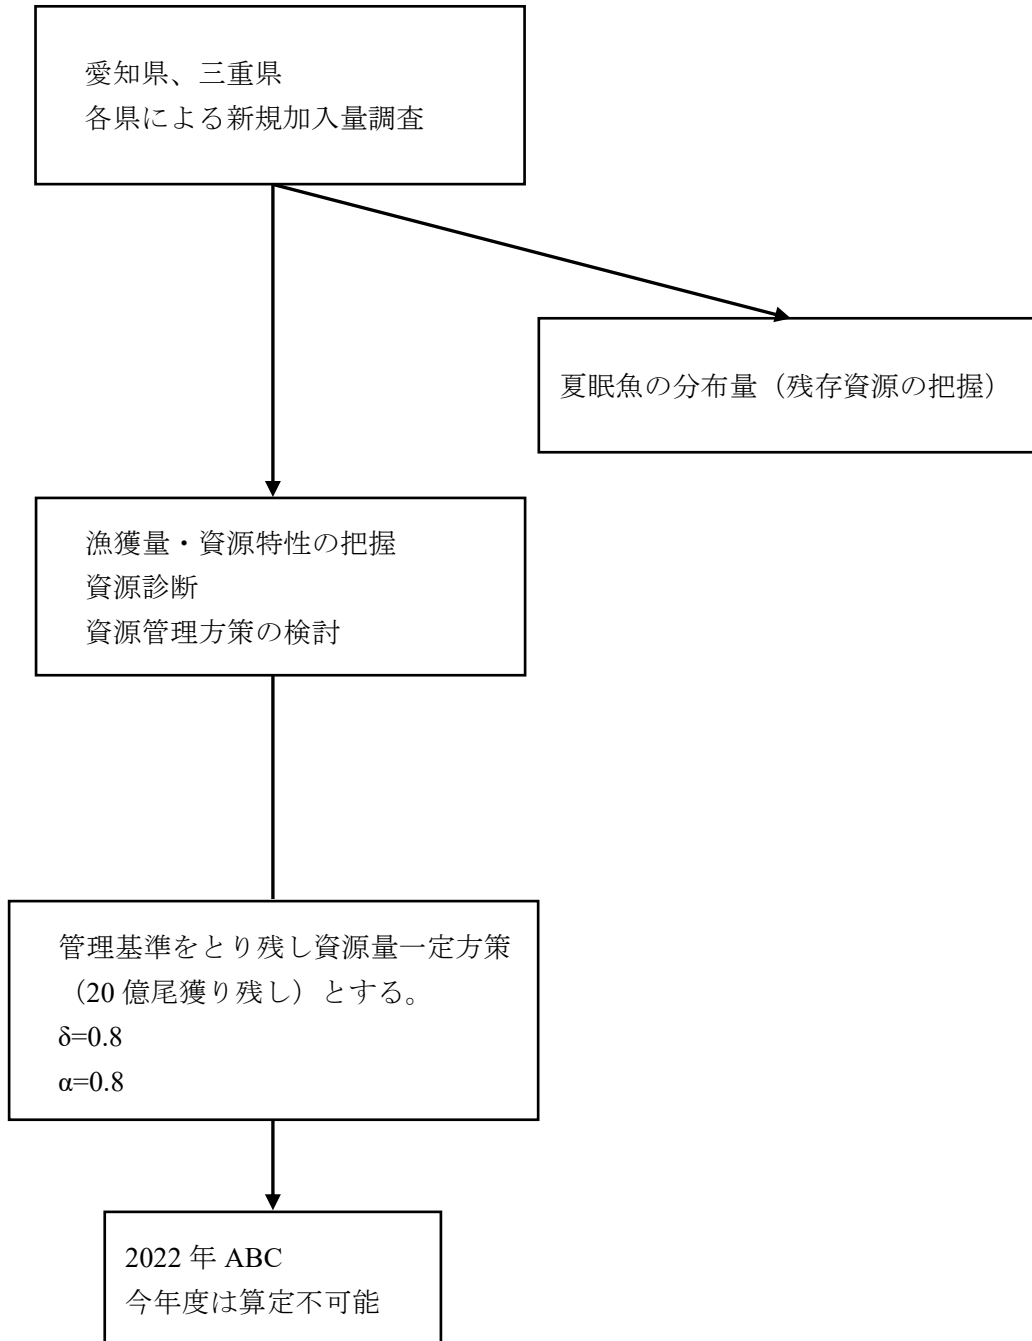 愛知県、三重県
各県による新規加入量調査
夏眠魚の分布量（残存資源の把握）
漁獲量・資源特性の把握
資源診断
資源管理方策の検討
管理基準をとり残し資源量一定方策
（20 億尾獲り残し）とする。
δ=0.8
α=0.8
2022 年 ABC
今年度は算定不可能